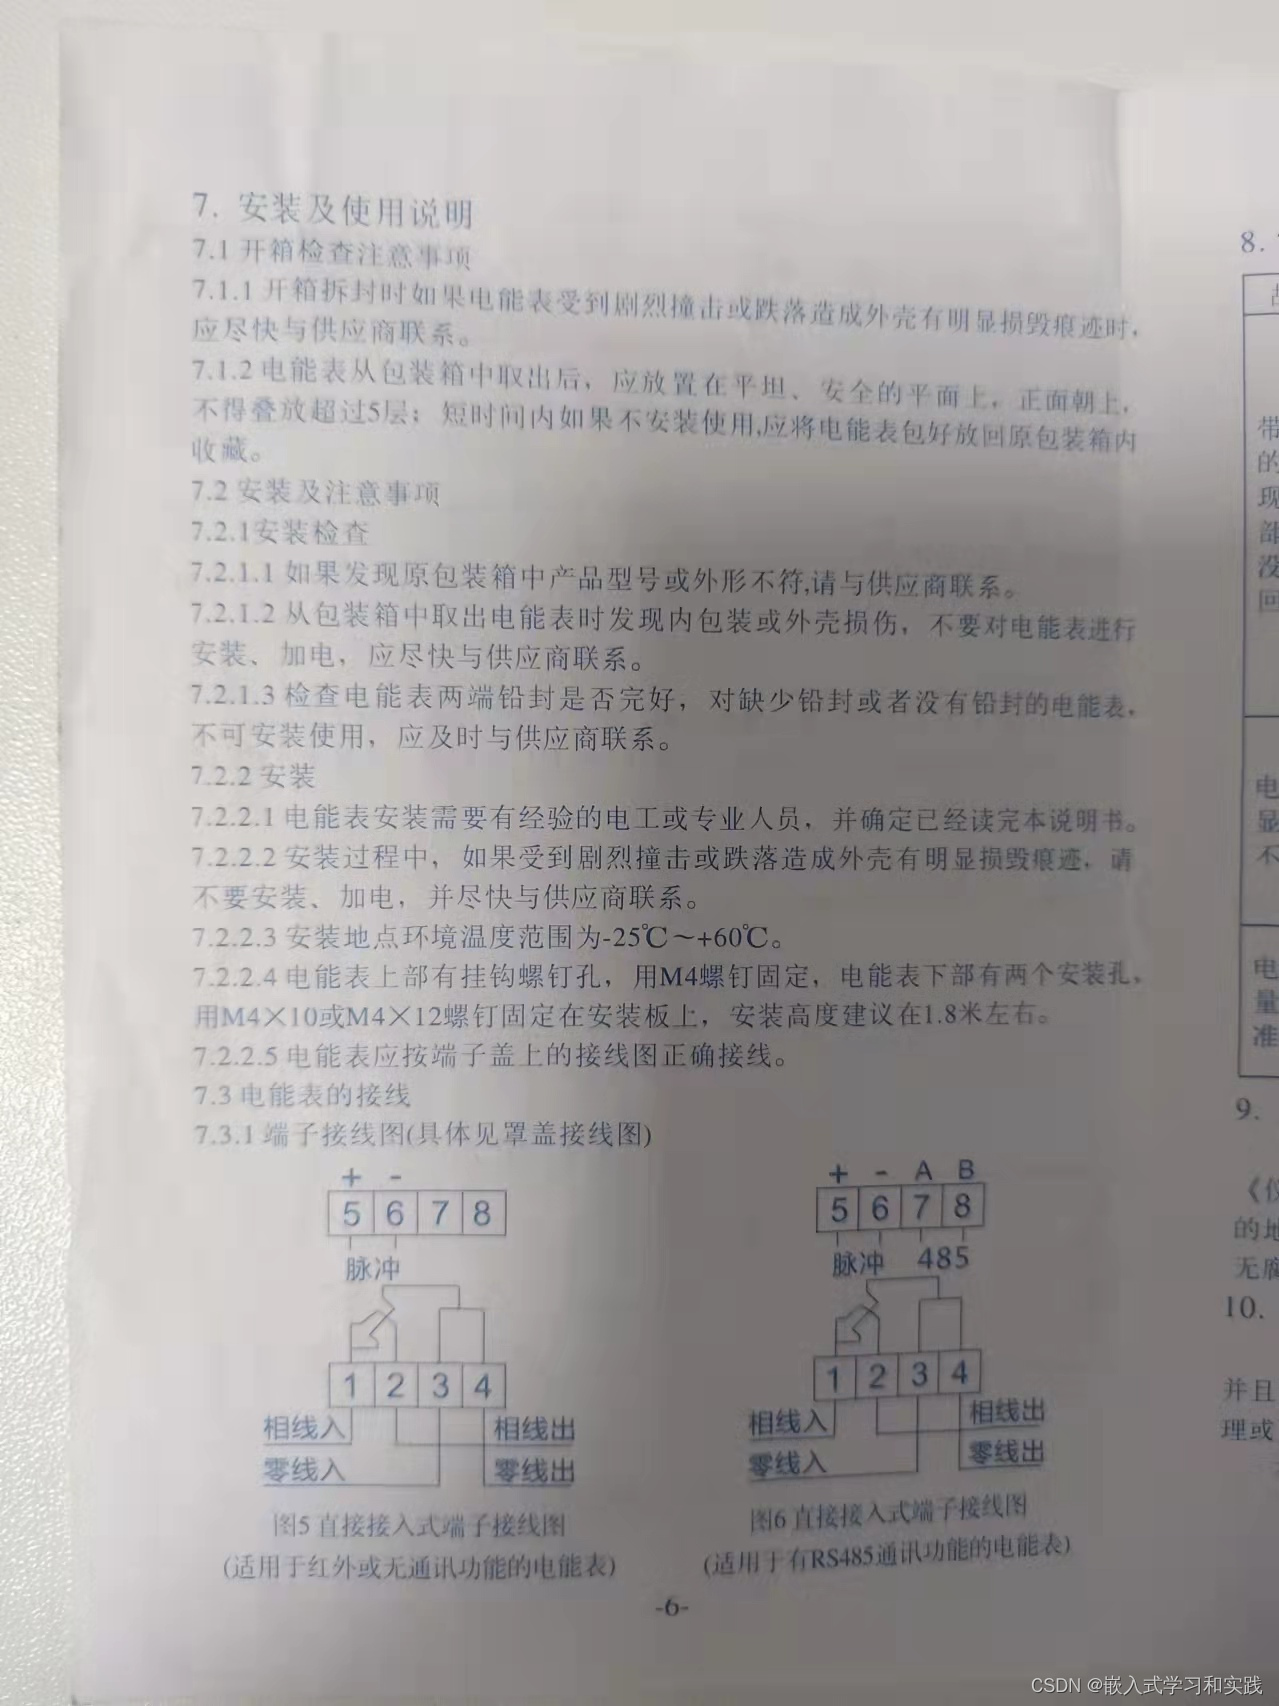 7. 安装及使用说明
7.1 开箱检查注意事项
7.1.1 开箱拆封时如果电能表受到剧烈撞击或跌落造成外壳有明显损毁痕迹时，
应尽快与供应商联系。
7.1.2 电能表从包装箱中取出后，应放置在平坦、安全的平面上，正面朝上，
不得叠放超过5层；短时间内如果不安装使用,应将电能表包好放回原包装箱内
收藏。
7.2 安装及注意事项
7.2.1安装检查
7.2.1.1 如果发现原包装箱中产品型号或外形不符,请与供应商联系。
7.2.1.2 从包装箱中取出电能表时发现内包装或外壳损伤，不要对电能表进行
安装、加电，应尽快与供应商联系。
7.2.1.3 检查电能表两端铅封是否完好，对缺少铅封或者没有铅封的电能表，
不可安装使用，应及时与供应商联系。
7.2.2 安装
7.2.2.1 电能表安装需要有经验的电工或专业人员，并确定已经读完本说明书。
7.2.2.2 安装过程中，如果受到剧烈撞击或跌落造成外壳有明显损毁痕迹，请
不要安装、加电，并尽快与供应商联系。
7.2.2.3 安装地点环境温度范围为-25℃～+60℃。
7.2.2.4 电能表上部有挂钩螺钉孔，用M4螺钉固定，电能表下部有两个安装孔，
用M4×10或M4×12螺钉固定在安装板上，安装高度建议在1.8米左右。
7.2.2.5 电能表应按端子盖上的接线图正确接线。
7.3 电能表的接线
7.3.1 端子接线图(具体见罩盖接线图)
+ -
5 6 7 8
脉冲
1 2 3 4
相线入 相线出
零线入 零线出
图5 直接接入式端子接线图
(适用于红外或无通讯功能的电能表)
+ - A B
5 6 7 8
脉冲 485
1 2 3 4
相线入 相线出
零线入 零线出
图6 直接接入式端子接线图
(适用于有RS485通讯功能的电能表)
-6-
8.
带
的
现
部
没
回
电
显
不
电
量
准
9.
《仪
的地
无腐
10.
并且
理或
CSDN @嵌入式学习和实践